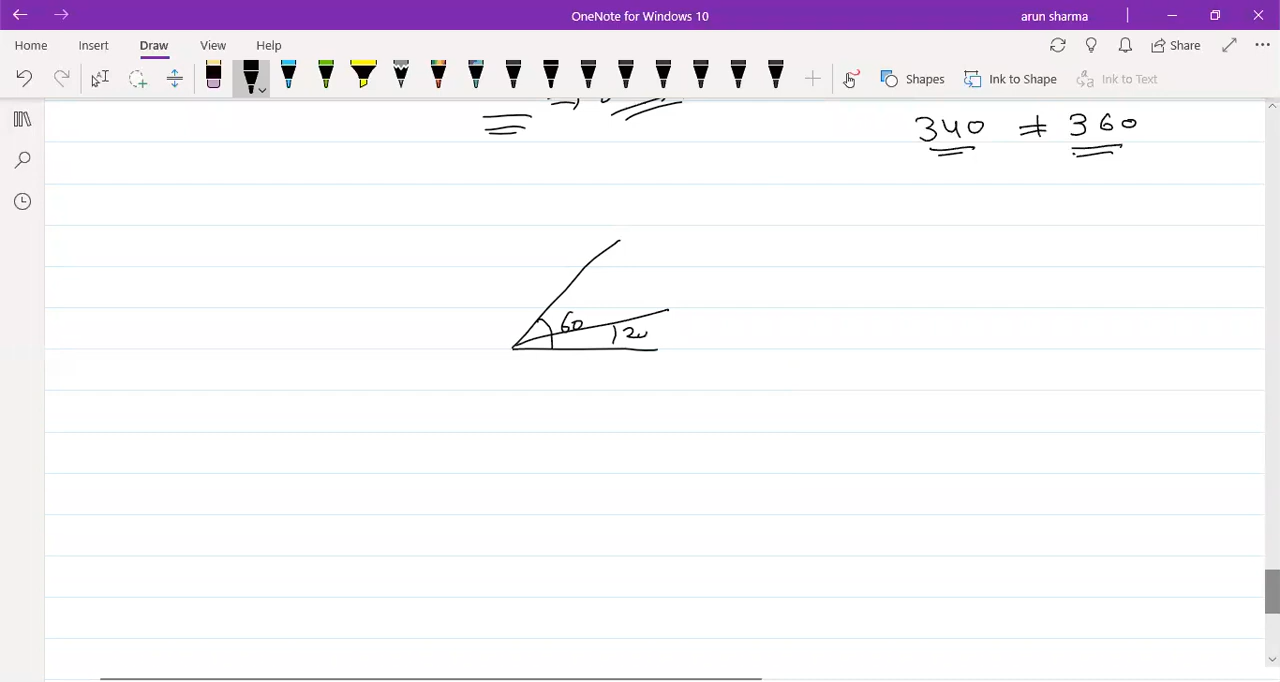 OneNote for Windows 10
arun sharma
Home Insert Draw View Help
Share
Shapes
Ink to Shape
Ink to Text
340 ≠ 360
60
20